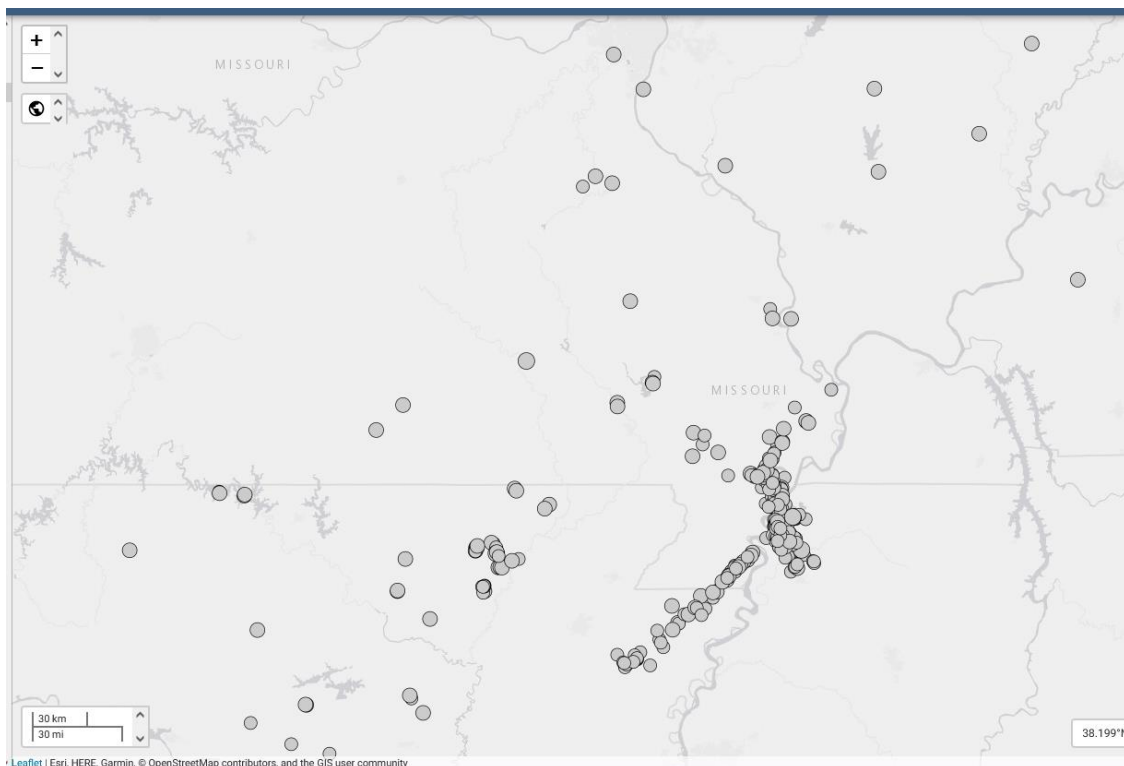 +
MISSOURI
−
MISSOURI
30 km
30 mi
38.199°N
Leaflet | Esri, HERE, Garmin, © OpenStreetMap contributors, and the GIS user community